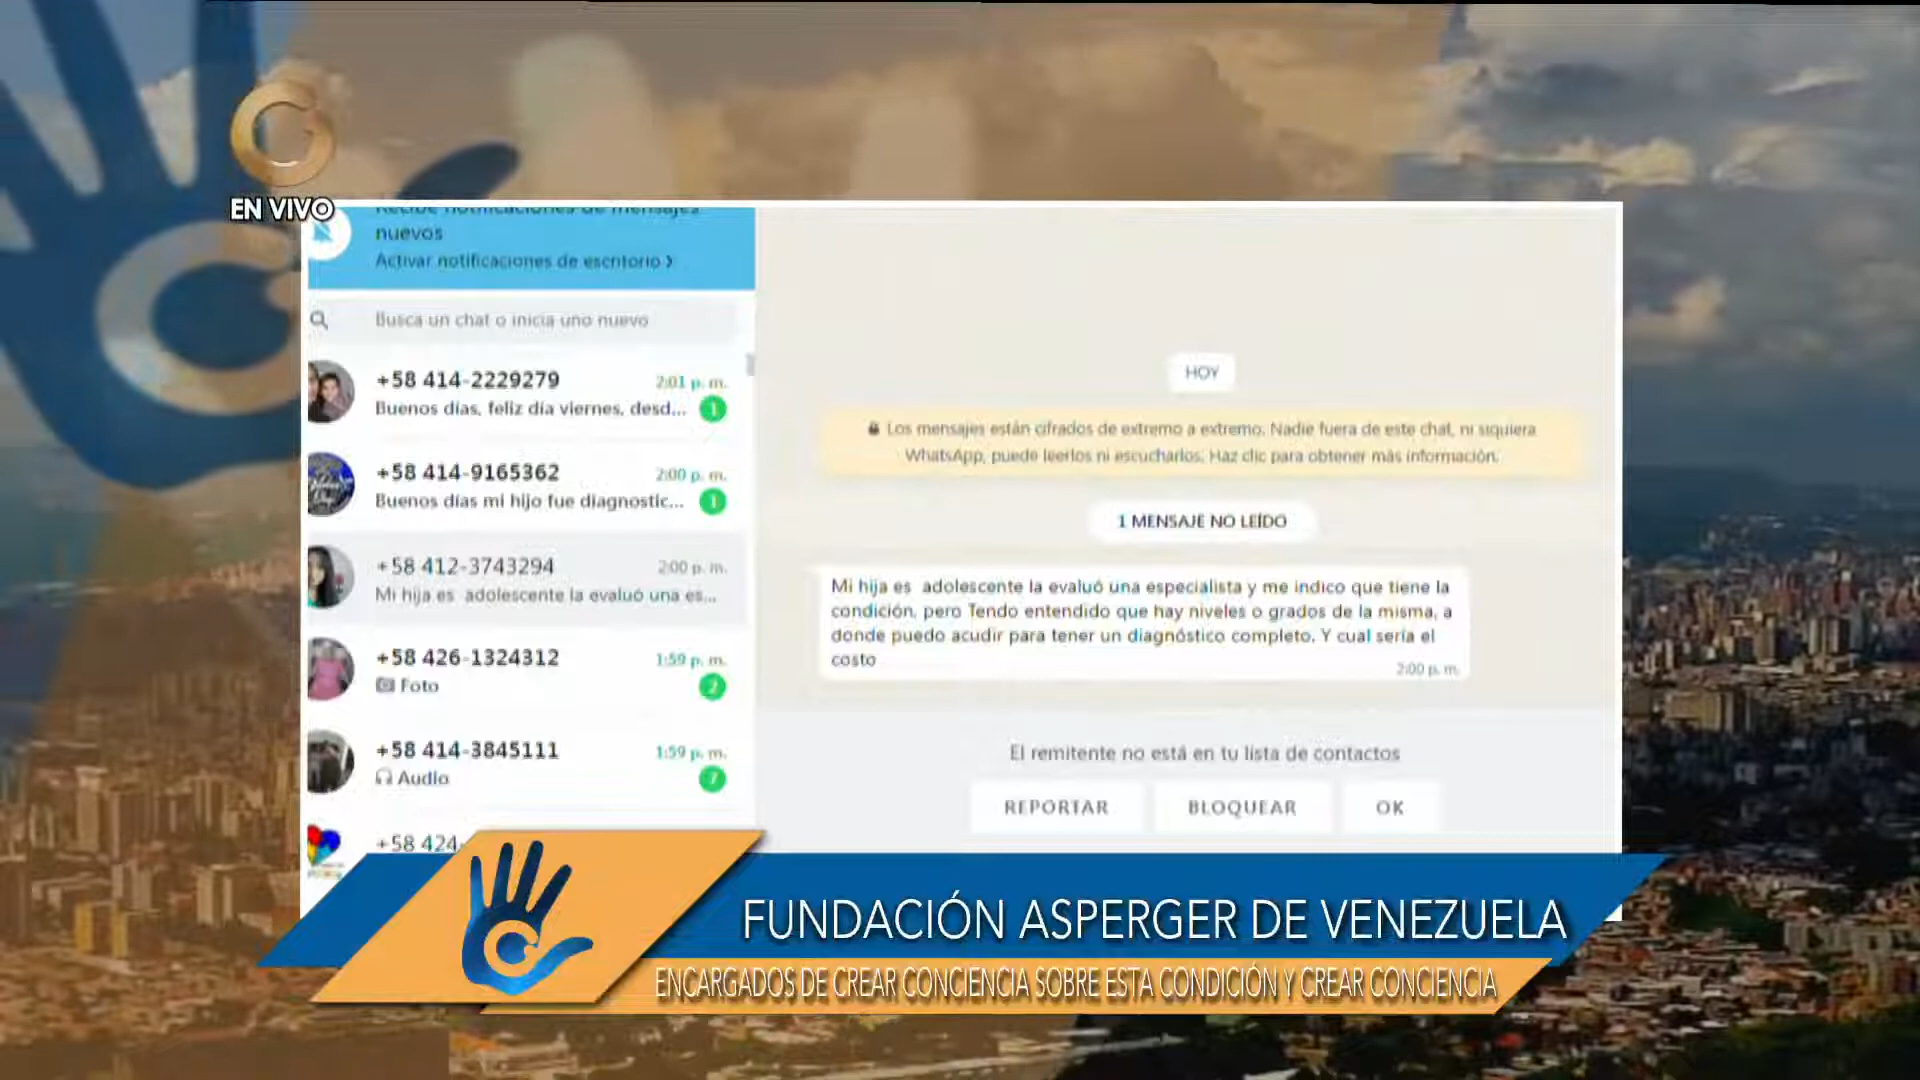 EN VIVO
Recibe notificaciones de mensajes
nuevos
Activar notificaciones de escritorio
Busca un chat o inicia uno nuevo
+58 414-2229279
2:01 p. m.
Buenos días, feliz día viernes, desd...
1
+58 414-9165362
2:00 p. m.
Buenos días mi hijo fue diagnostic...
1
+58 412-3743294
2:00 p. m.
Mi hija es adolescente la evaluó una es...
+58 426-1324312
1:59 p. m.
Foto
2
+58 414-3845111
1:59 p. m.
Audio
7
+58 424-
HOY
Los mensajes están cifrados de extremo a extremo. Nadie fuera de este chat, ni siquiera
WhatsApp, puede leerlos ni escucharlos. Haz clic para obtener más información.
1 MENSAJE NO LEÍDO
Mi hija es adolescente la evaluó una especialista y me indico que tiene la
condición, pero Tendo entendido que hay niveles o grados de la misma, a
donde puedo acudir para tener un diagnóstico completo. Y cual sería el
costo
2:00 p. m.
El remitente no está en tu lista de contactos
REPORTAR
BLOQUEAR
OK
FUNDACIÓN ASPERGER DE VENEZUELA
ENCARGADOS DE CREAR CONCIENCIA SOBRE ESTA CONDICIÓN Y CREAR CONCIENCIA